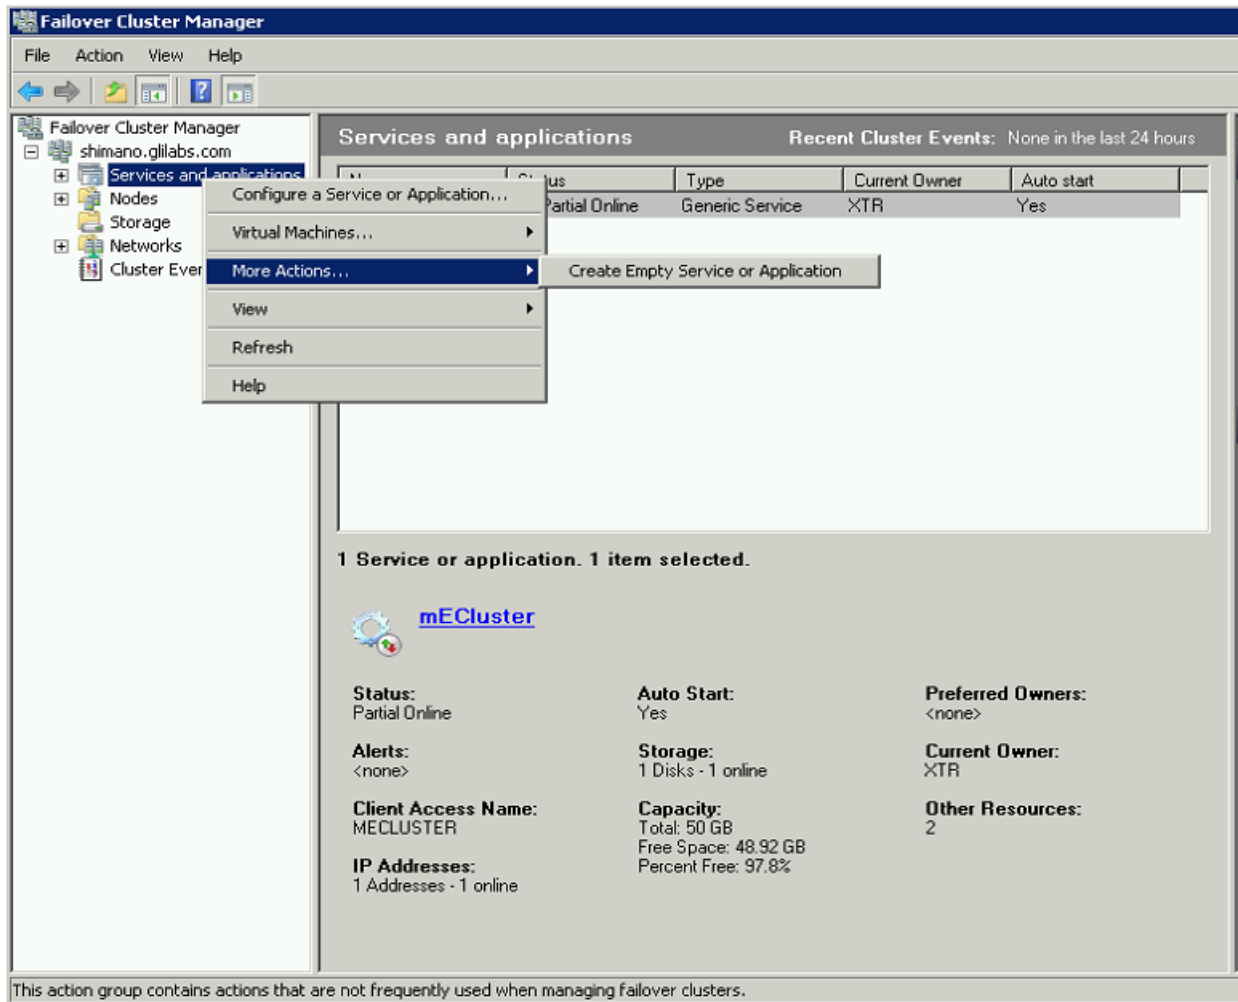 Failover Cluster Manager
File Action View Help
Failover Cluster Manager
shimano.glilabs.com
Services and applications
Nodes
Storage
Networks
Cluster Ever
Configure a Service or Application...
Virtual Machines...
More Actions...
Create Empty Service or Application
View
Refresh
Help
Services and applications Recent Cluster Events: None in the last 24 hours
Type Current Owner Auto start
Partial Online Generic Service XTR Yes
1 Service or application. 1 item selected.
mECluster
Status: Auto Start: Preferred Owners:
Partial Online Yes <none>
Alerts: Storage: Current Owner:
<none> 1 Disks - 1 online XTR
Client Access Name: Capacity: Other Resources:
MECLUSTER Total: 50 GB 2
Free Space: 48.92 GB
IP Addresses: Percent Free: 97.8%
1 Addresses - 1 online
This action group contains actions that are not frequently used when managing failover clusters.